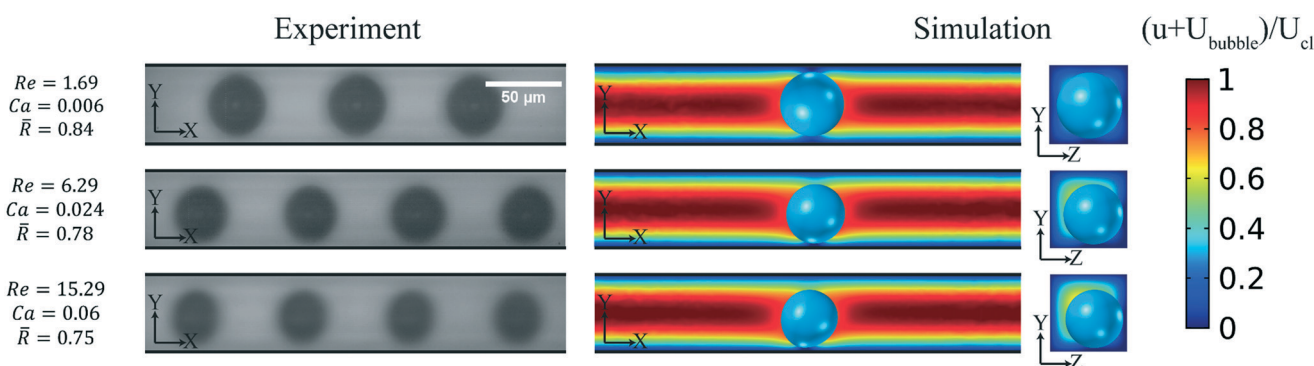 Experiment
Simulation
(u+U_bubble)/U_cl
Re = 1.69
Ca = 0.006
R̄ = 0.84
Y
X
50 µm
Y
X
Y
Z
Re = 6.29
Ca = 0.024
R̄ = 0.78
Y
X
Y
X
Y
Z
Re = 15.29
Ca = 0.06
R̄ = 0.75
Y
X
Y
X
Y
Z
1
0.8
0.6
0.4
0.2
0